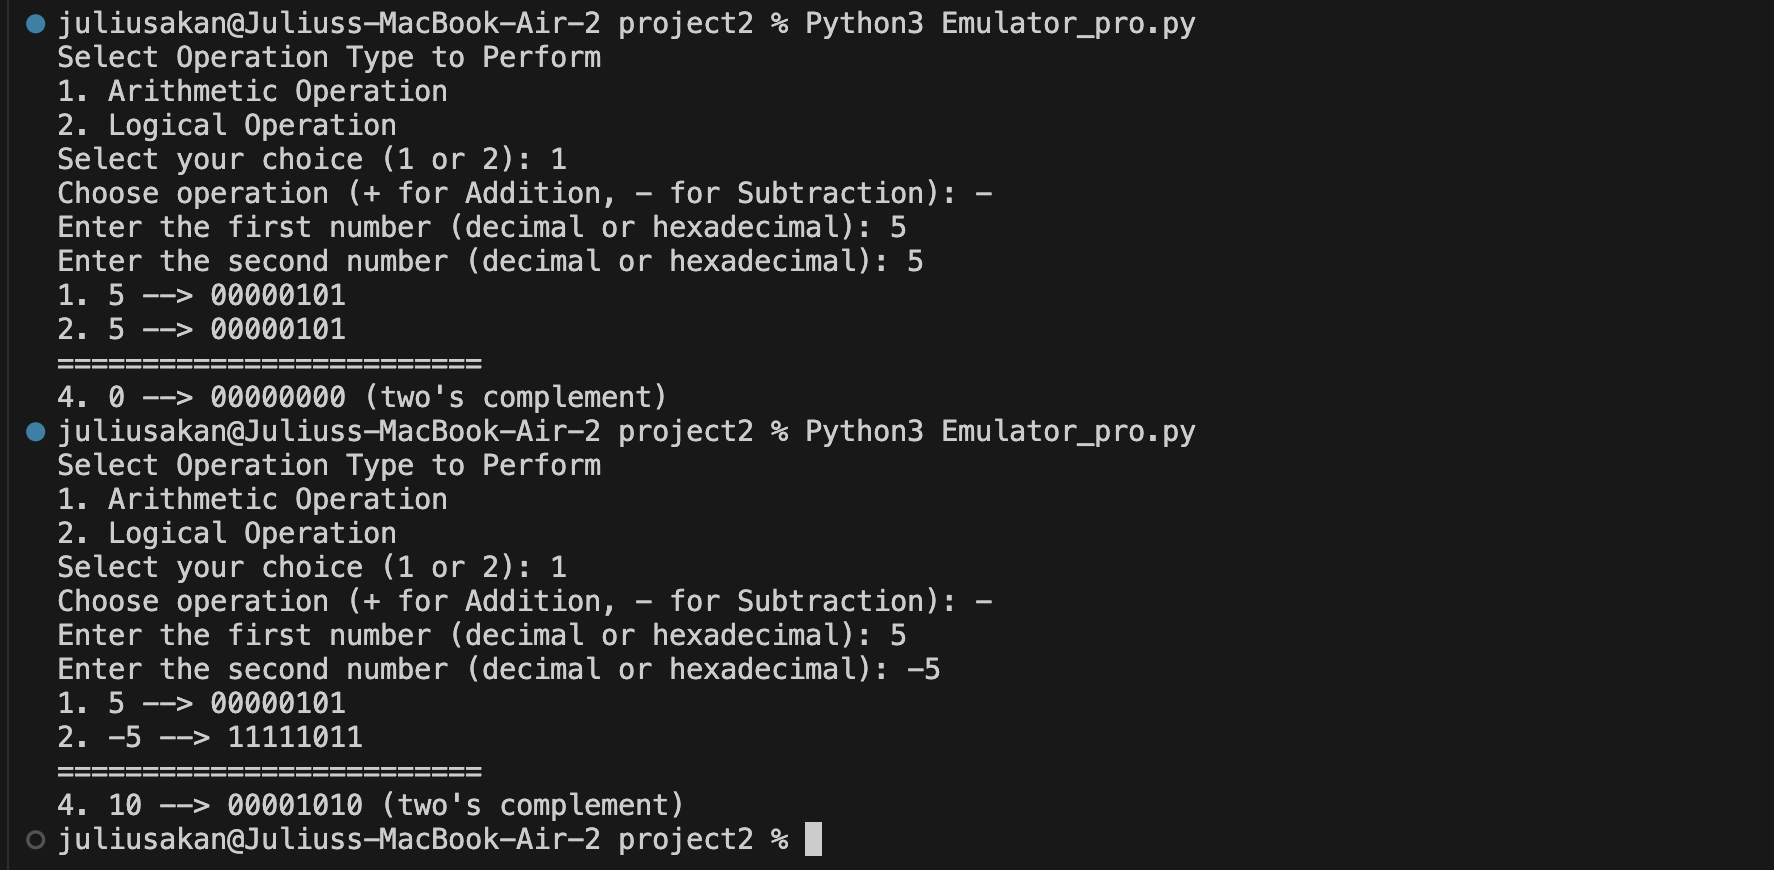 juliusakan@Juliuss-MacBook-Air-2 project2 % Python3 Emulator_pro.py
Select Operation Type to Perform
1. Arithmetic Operation
2. Logical Operation
Select your choice (1 or 2): 1
Choose operation (+ for Addition, - for Subtraction): -
Enter the first number (decimal or hexadecimal): 5
Enter the second number (decimal or hexadecimal): 5
1. 5 --> 00000101
2. 5 --> 00000101
=========================
4. 0 --> 00000000 (two's complement)
juliusakan@Juliuss-MacBook-Air-2 project2 % Python3 Emulator_pro.py
Select Operation Type to Perform
1. Arithmetic Operation
2. Logical Operation
Select your choice (1 or 2): 1
Choose operation (+ for Addition, - for Subtraction): -
Enter the first number (decimal or hexadecimal): 5
Enter the second number (decimal or hexadecimal): -5
1. 5 --> 00000101
2. -5 --> 11111011
=========================
4. 10 --> 00001010 (two's complement)
juliusakan@Juliuss-MacBook-Air-2 project2 %